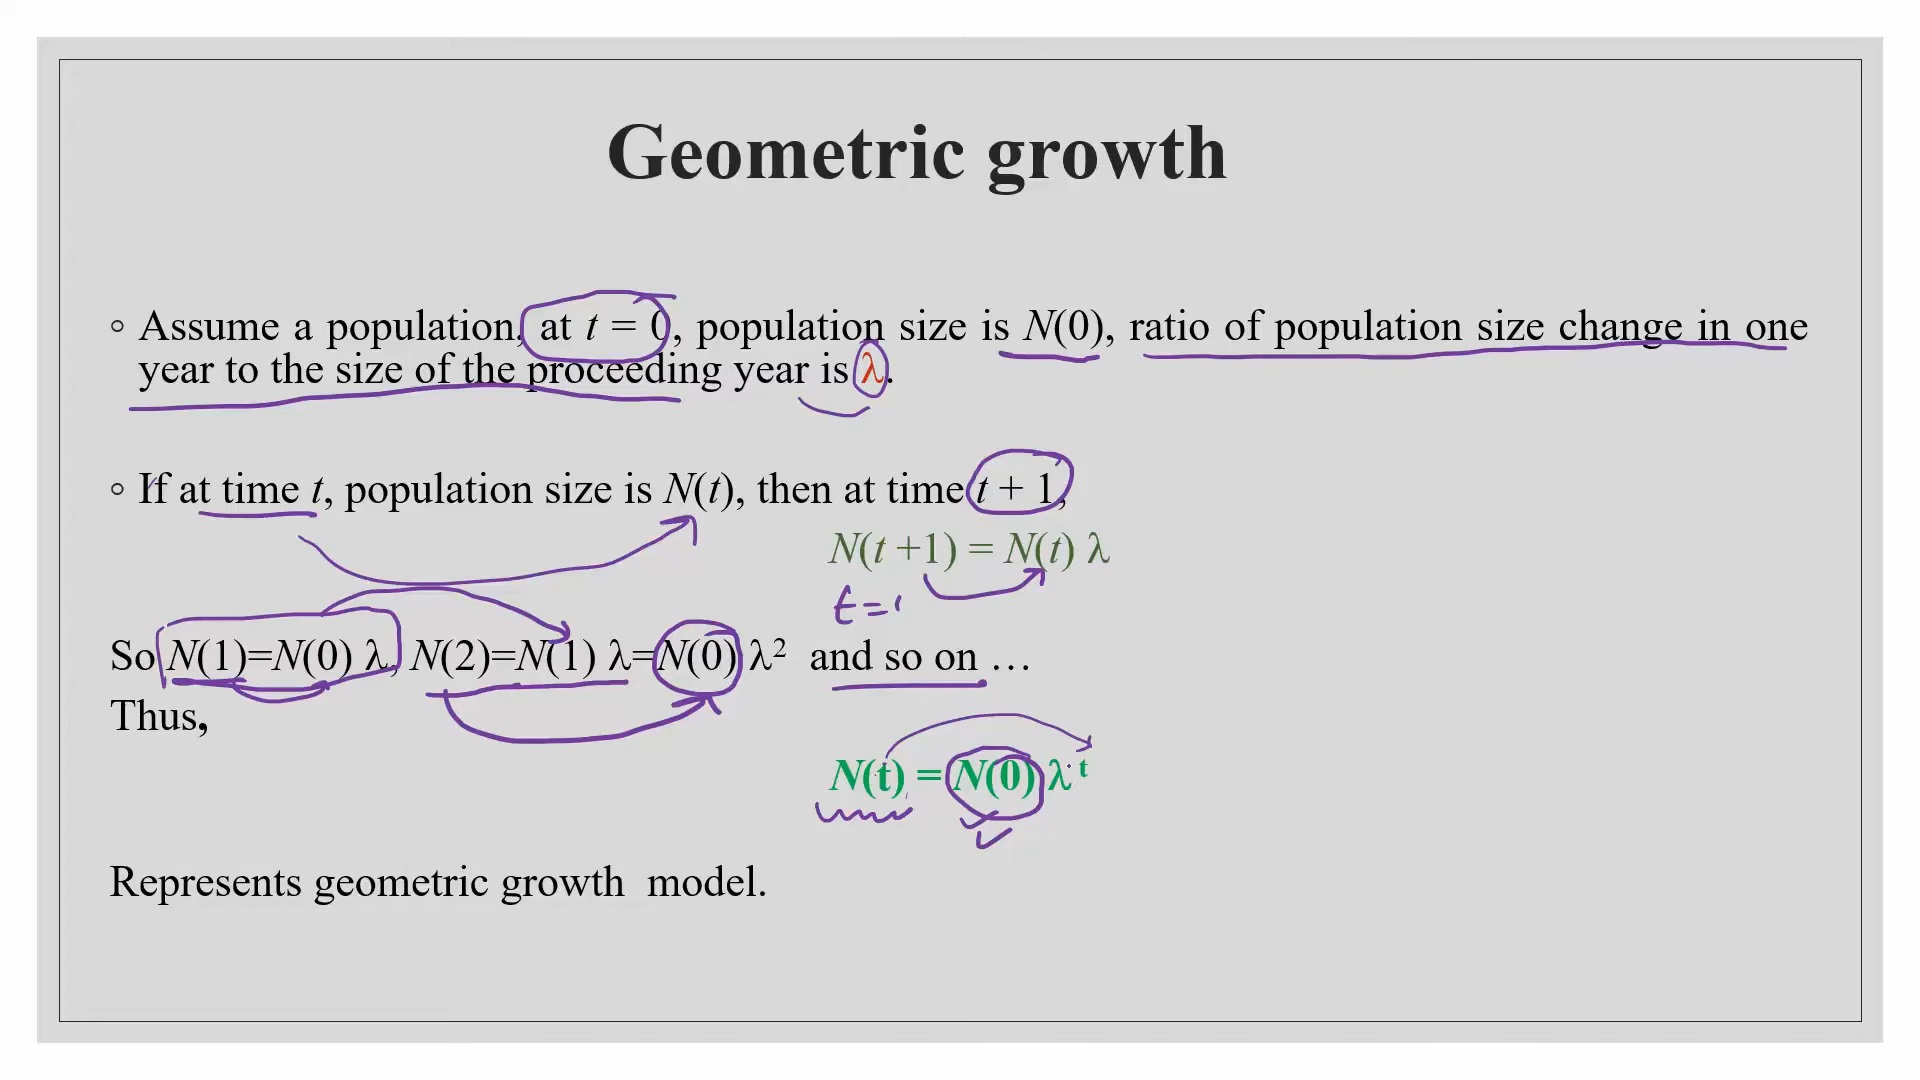 Geometric growth
◦ Assume a population, at t = 0, population size is N(0), ratio of population size change in one
year to the size of the proceeding year is λ.
◦ If at time t, population size is N(t), then at time t + 1,
N(t +1) = N(t) λ
t =
So N(1)=N(0) λ, N(2)=N(1) λ=N(0) λ² and so on …
Thus,
N(t) = N(0) λ ᵗ
Represents geometric growth model.